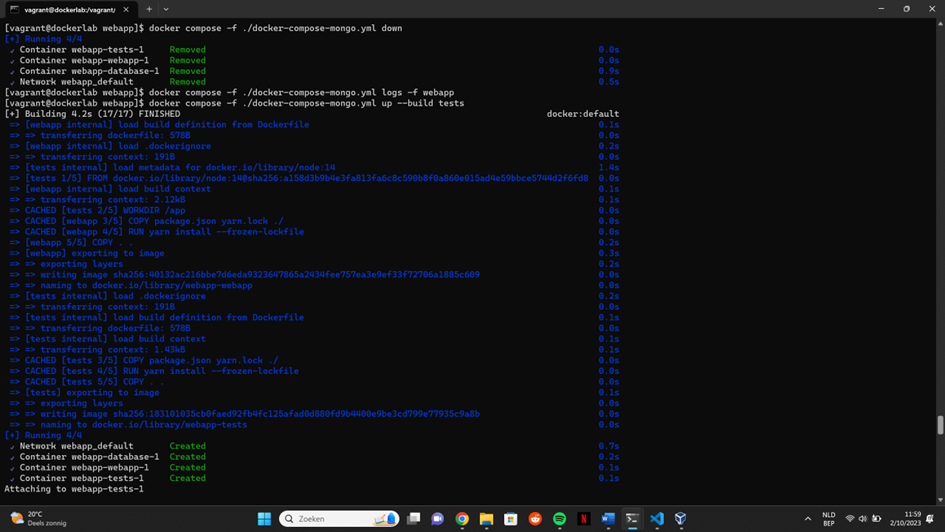 vagrant@dockerlab:/vagrant/
[vagrant@dockerlab webapp]$ docker compose -f ./docker-compose-mongo.yml down
[+] Running 4/4
✓ Container webapp-tests-1 Removed 0.0s
✓ Container webapp-webapp-1 Removed 0.0s
✓ Container webapp-database-1 Removed 0.9s
✓ Network webapp_default Removed 0.5s
[vagrant@dockerlab webapp]$ docker compose -f ./docker-compose-mongo.yml logs -f webapp
[vagrant@dockerlab webapp]$ docker compose -f ./docker-compose-mongo.yml up --build tests
[+] Building 4.2s (17/17) FINISHED docker:default
=> [webapp internal] load build definition from Dockerfile 0.1s
=> => transferring dockerfile: 578B 0.0s
=> [webapp internal] load .dockerignore 0.2s
=> => transferring context: 191B 0.0s
=> [tests internal] load metadata for docker.io/library/node:14 1.4s
=> [tests 1/5] FROM docker.io/library/node:14@sha256:a158d3b9b4e3fa813fa6c8c590b8f0a860e015ad4e59bbce5744d2f6fd8 0.0s
=> [webapp internal] load build context 0.1s
=> => transferring context: 2.12kB 0.1s
=> CACHED [tests 2/5] WORKDIR /app 0.0s
=> CACHED [webapp 3/5] COPY package.json yarn.lock ./ 0.0s
=> CACHED [webapp 4/5] RUN yarn install --frozen-lockfile 0.0s
=> [webapp 5/5] COPY . . 0.2s
=> [webapp] exporting to image 0.3s
=> => exporting layers 0.2s
=> => writing image sha256:40132ac216bbe7d6eda9323647865a2434fee757ea3e9ef33f72706a1885c609 0.0s
=> => naming to docker.io/library/webapp-webapp 0.0s
=> [tests internal] load .dockerignore 0.2s
=> => transferring context: 191B 0.0s
=> [tests internal] load build definition from Dockerfile 0.1s
=> => transferring dockerfile: 578B 0.0s
=> [tests internal] load build context 0.1s
=> => transferring context: 1.43kB 0.1s
=> CACHED [tests 3/5] COPY package.json yarn.lock ./ 0.0s
=> CACHED [tests 4/5] RUN yarn install --frozen-lockfile 0.0s
=> CACHED [tests 5/5] COPY . . 0.0s
=> [tests] exporting to image 0.1s
=> => exporting layers 0.0s
=> => writing image sha256:183101035cb0faed92fb4fc125afad0d880fd9b4400e9be3cd799e77935c9a8b 0.0s
=> => naming to docker.io/library/webapp-tests 0.0s
[+] Running 4/4
✓ Network webapp_default Created 0.7s
✓ Container webapp-database-1 Created 0.2s
✓ Container webapp-webapp-1 Created 0.1s
✓ Container webapp-tests-1 Created 0.1s
Attaching to webapp-tests-1
20°C
Deels zonnig
Zoeken
NLD
BEP
11:59
2/10/2023